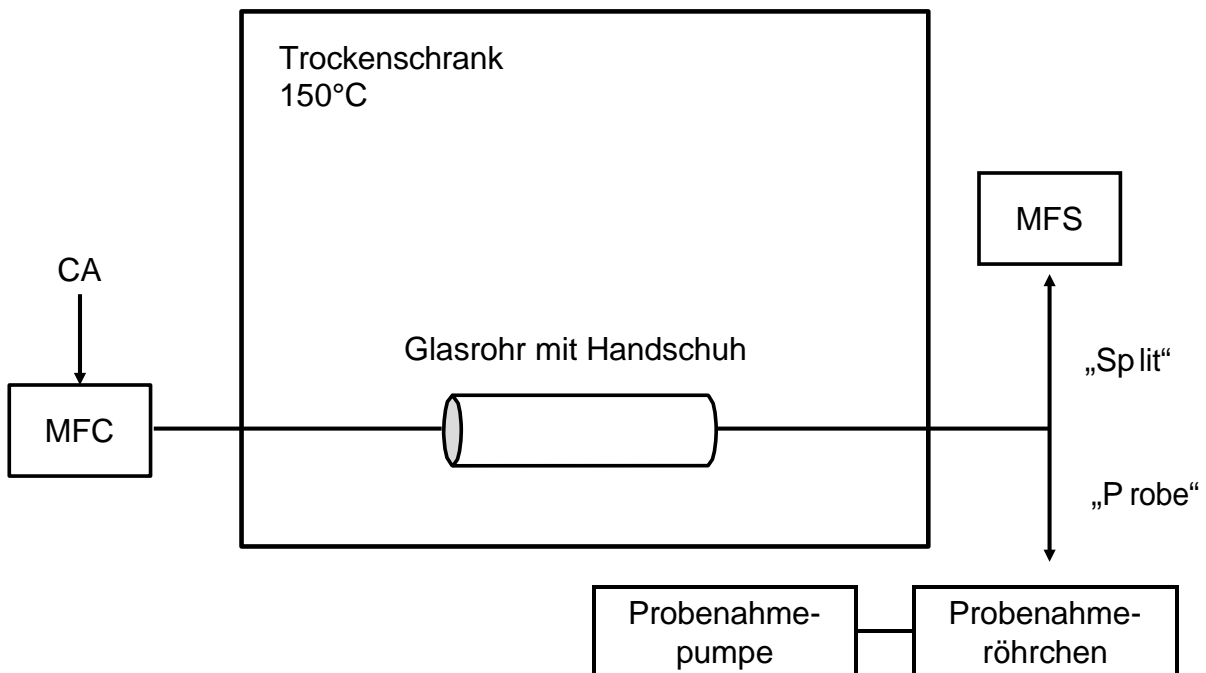 Trockenschrank
150°C
MFS
CA
Glasrohr mit Handschuh
„Sp lit“
MFC
„P robe“
Probenahme-
pumpe
Probenahme-
röhrchen